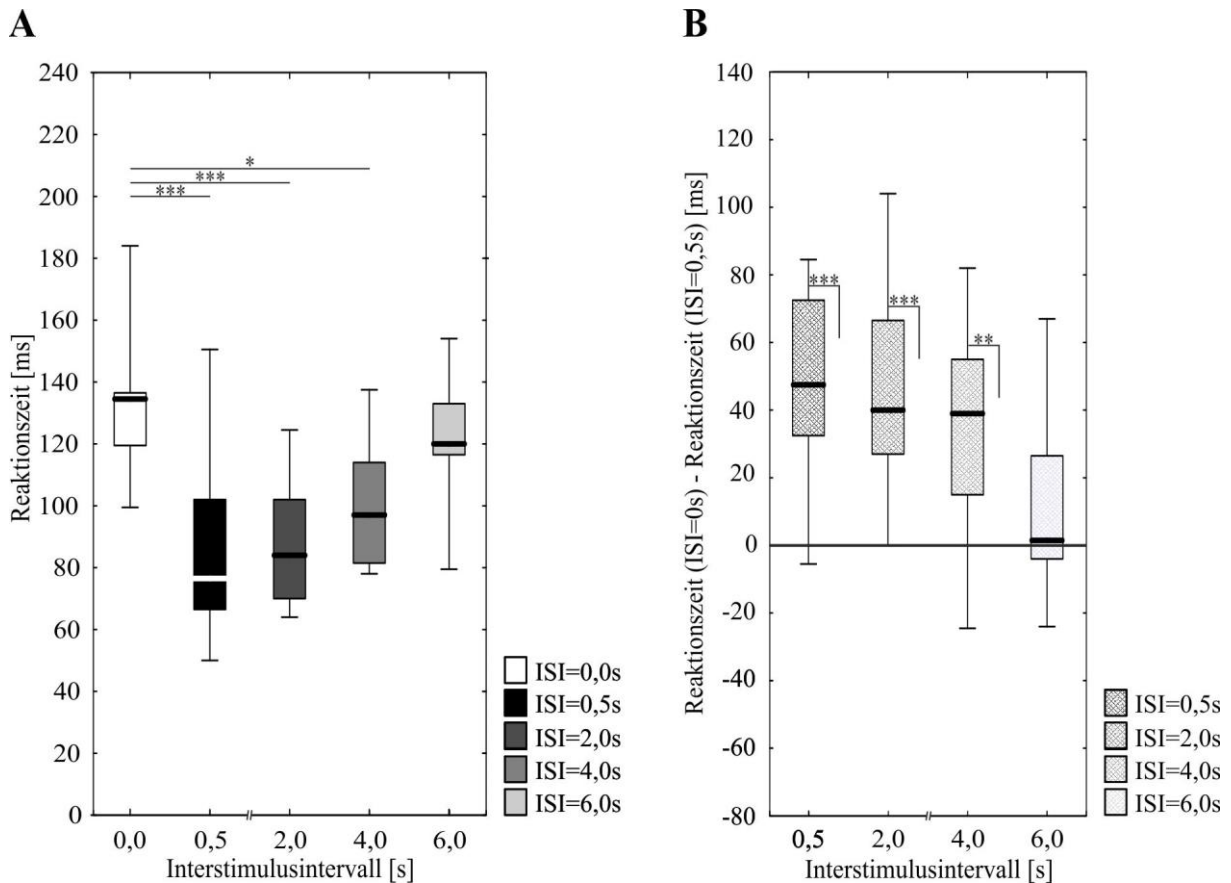 A
240
220
200
180
160
140
120
100
80
60
40
20
0
Reaktionszeit [ms]
*
***
***
0,0
0,5
2,0
4,0
6,0
Interstimulusintervall [s]
ISI=0,0s
ISI=0,5s
ISI=2,0s
ISI=4,0s
ISI=6,0s
B
140
120
100
80
60
40
20
0
-20
-40
-60
-80
Reaktionszeit (ISI=0s) - Reaktionszeit (ISI=0,5s) [ms]
***
***
**
0,5
2,0
4,0
6,0
Interstimulusintervall [s]
ISI=0,5s
ISI=2,0s
ISI=4,0s
ISI=6,0s